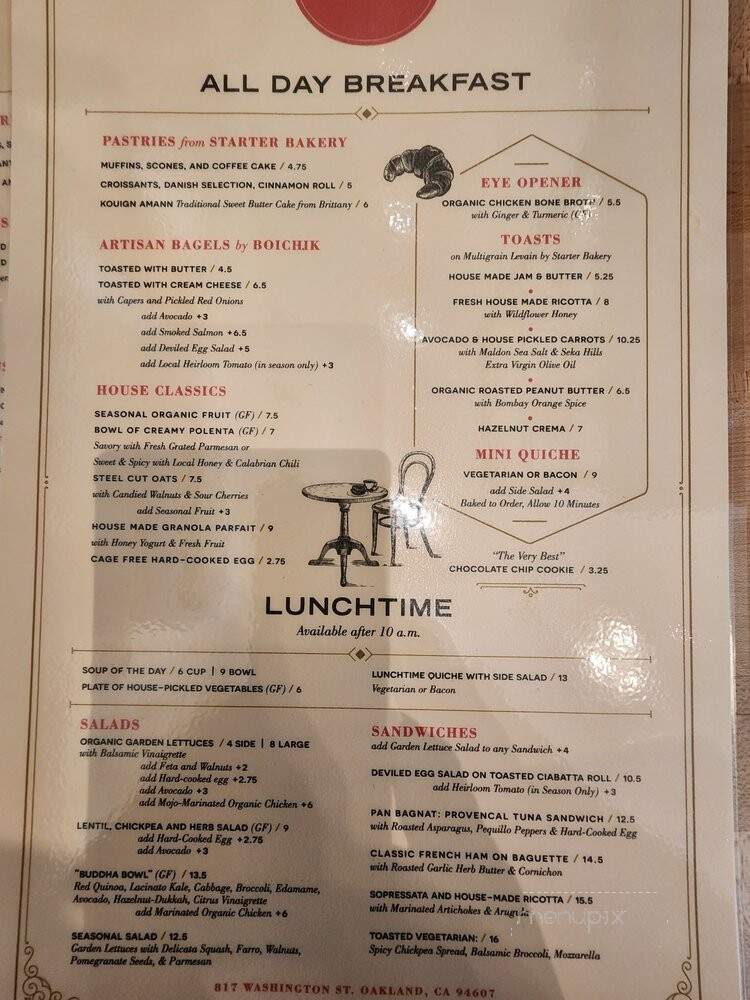 ALL DAY BREAKFAST
PASTRIES from STARTER BAKERY
MUFFINS, SCONES, AND COFFEE CAKE / 4.75
CROISSANTS, DANISH SELECTION, CINNAMON ROLL / 5
KOUIGN AMANN Traditional Sweet Butter Cake from Brittany / 6
ARTISAN BAGELS by BOICHIK
TOASTED WITH BUTTER / 4.5
TOASTED WITH CREAM CHEESE / 6.5
with Capers and Pickled Red Onions
add Avocado +3
add Smoked Salmon +6.5
add Deviled Egg Salad +5
add Local Heirloom Tomato (in season only) +3
HOUSE CLASSICS
SEASONAL ORGANIC FRUIT (GF) / 7.5
BOWL OF CREAMY POLENTA (GF) / 7
Savory with Fresh Grated Parmesan or
Sweet & Spicy with Local Honey & Calabrian Chili
STEEL CUT OATS / 7.5
with Candied Walnuts & Sour Cherries
add Seasonal Fruit +3
HOUSE MADE GRANOLA PARFAIT / 9
with Honey Yogurt & Fresh Fruit
CAGE FREE HARD-COOKED EGG / 2.75
EYE OPENER
ORGANIC CHICKEN BONE BROTH / 5.5
with Ginger & Turmeric (GF)
TOASTS
on Multigrain Levain by Starter Bakery
HOUSE MADE JAM & BUTTER / 5.25
FRESH HOUSE MADE RICOTTA / 8
with Wildflower Honey
AVOCADO & HOUSE PICKLED CARROTS / 10.25
with Maldon Sea Salt & Seka Hills
Extra Virgin Olive Oil
ORGANIC ROASTED PEANUT BUTTER / 6.5
with Bombay Orange Spice
HAZELNUT CREMA / 7
MINI QUICHE
VEGETARIAN OR BACON / 9
add Side Salad +4
Baked to Order, Allow 10 Minutes
"The Very Best"
CHOCOLATE CHIP COOKIE / 3.25
LUNCHTIME
Available after 10 a.m.
SOUP OF THE DAY / 6 CUP | 9 BOWL
PLATE OF HOUSE-PICKLED VEGETABLES (GF) / 6
LUNCHTIME QUICHE WITH SIDE SALAD / 13
Vegetarian or Bacon
SALADS
ORGANIC GARDEN LETTUCES / 4 SIDE | 8 LARGE
with Balsamic Vinaigrette
add Feta and Walnuts +2
add Hard-cooked egg +2.75
add Avocado +3
add Mojo-Marinated Organic Chicken +6
LENTIL, CHICKPEA AND HERB SALAD (GF) / 9
add Hard-Cooked Egg +2.75
add Avocado +3
"BUDDHA BOWL" (GF) / 13.5
Red Quinoa, Lacinato Kale, Cabbage, Broccoli, Edamame,
Avocado, Hazelnut-Dukkah, Citrus Vinaigrette
add Marinated Organic Chicken +6
SEASONAL SALAD / 12.5
Garden Lettuces with Delicata Squash, Farro, Walnuts,
Pomegranate Seeds, & Parmesan
SANDWICHES
add Garden Lettuce Salad to any Sandwich +4
DEVILED EGG SALAD ON TOASTED CIABATTA ROLL / 10.5
add Heirloom Tomato (in Season Only) +3
PAN BAGNAT: PROVENCAL TUNA SANDWICH / 12.5
with Roasted Asparagus, Pequillo Peppers & Hard-Cooked Egg
CLASSIC FRENCH HAM ON BAGUETTE / 14.5
with Roasted Garlic Herb Butter & Cornichon
SOPRESSATA AND HOUSE-MADE RICOTTA / 15.5
with Marinated Artichokes & Arugula
menupix
TOASTED VEGETARIAN: / 16
Spicy Chickpea Spread, Balsamic Broccoli, Mozzarella
817 WASHINGTON ST. OAKLAND, CA 94607